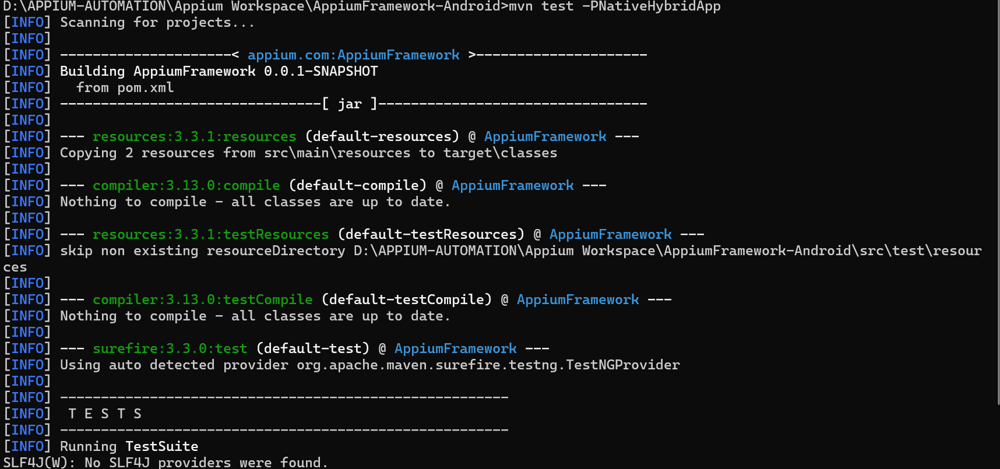 D:\APPIUM-AUTOMATION\Appium Workspace\AppiumFramework-Android>mvn test -PNativeHybridApp
[INFO] Scanning for projects...
[INFO]
[INFO] ---------------------< appium.com:AppiumFramework >---------------------
[INFO] Building AppiumFramework 0.0.1-SNAPSHOT
[INFO]   from pom.xml
[INFO] --------------------------------[ jar ]---------------------------------
[INFO]
[INFO] --- resources:3.3.1:resources (default-resources) @ AppiumFramework ---
[INFO] Copying 2 resources from src\main\resources to target\classes
[INFO]
[INFO] --- compiler:3.13.0:compile (default-compile) @ AppiumFramework ---
[INFO] Nothing to compile - all classes are up to date.
[INFO]
[INFO] --- resources:3.3.1:testResources (default-testResources) @ AppiumFramework ---
[INFO] skip non existing resourceDirectory D:\APPIUM-AUTOMATION\Appium Workspace\AppiumFramework-Android\src\test\resour
ces
[INFO]
[INFO] --- compiler:3.13.0:testCompile (default-testCompile) @ AppiumFramework ---
[INFO] Nothing to compile - all classes are up to date.
[INFO]
[INFO] --- surefire:3.3.0:test (default-test) @ AppiumFramework ---
[INFO] Using auto detected provider org.apache.maven.surefire.testng.TestNGProvider
[INFO]
[INFO] -------------------------------------------------------
[INFO]  T E S T S
[INFO] -------------------------------------------------------
[INFO] Running TestSuite
SLF4J(W): No SLF4J providers were found.